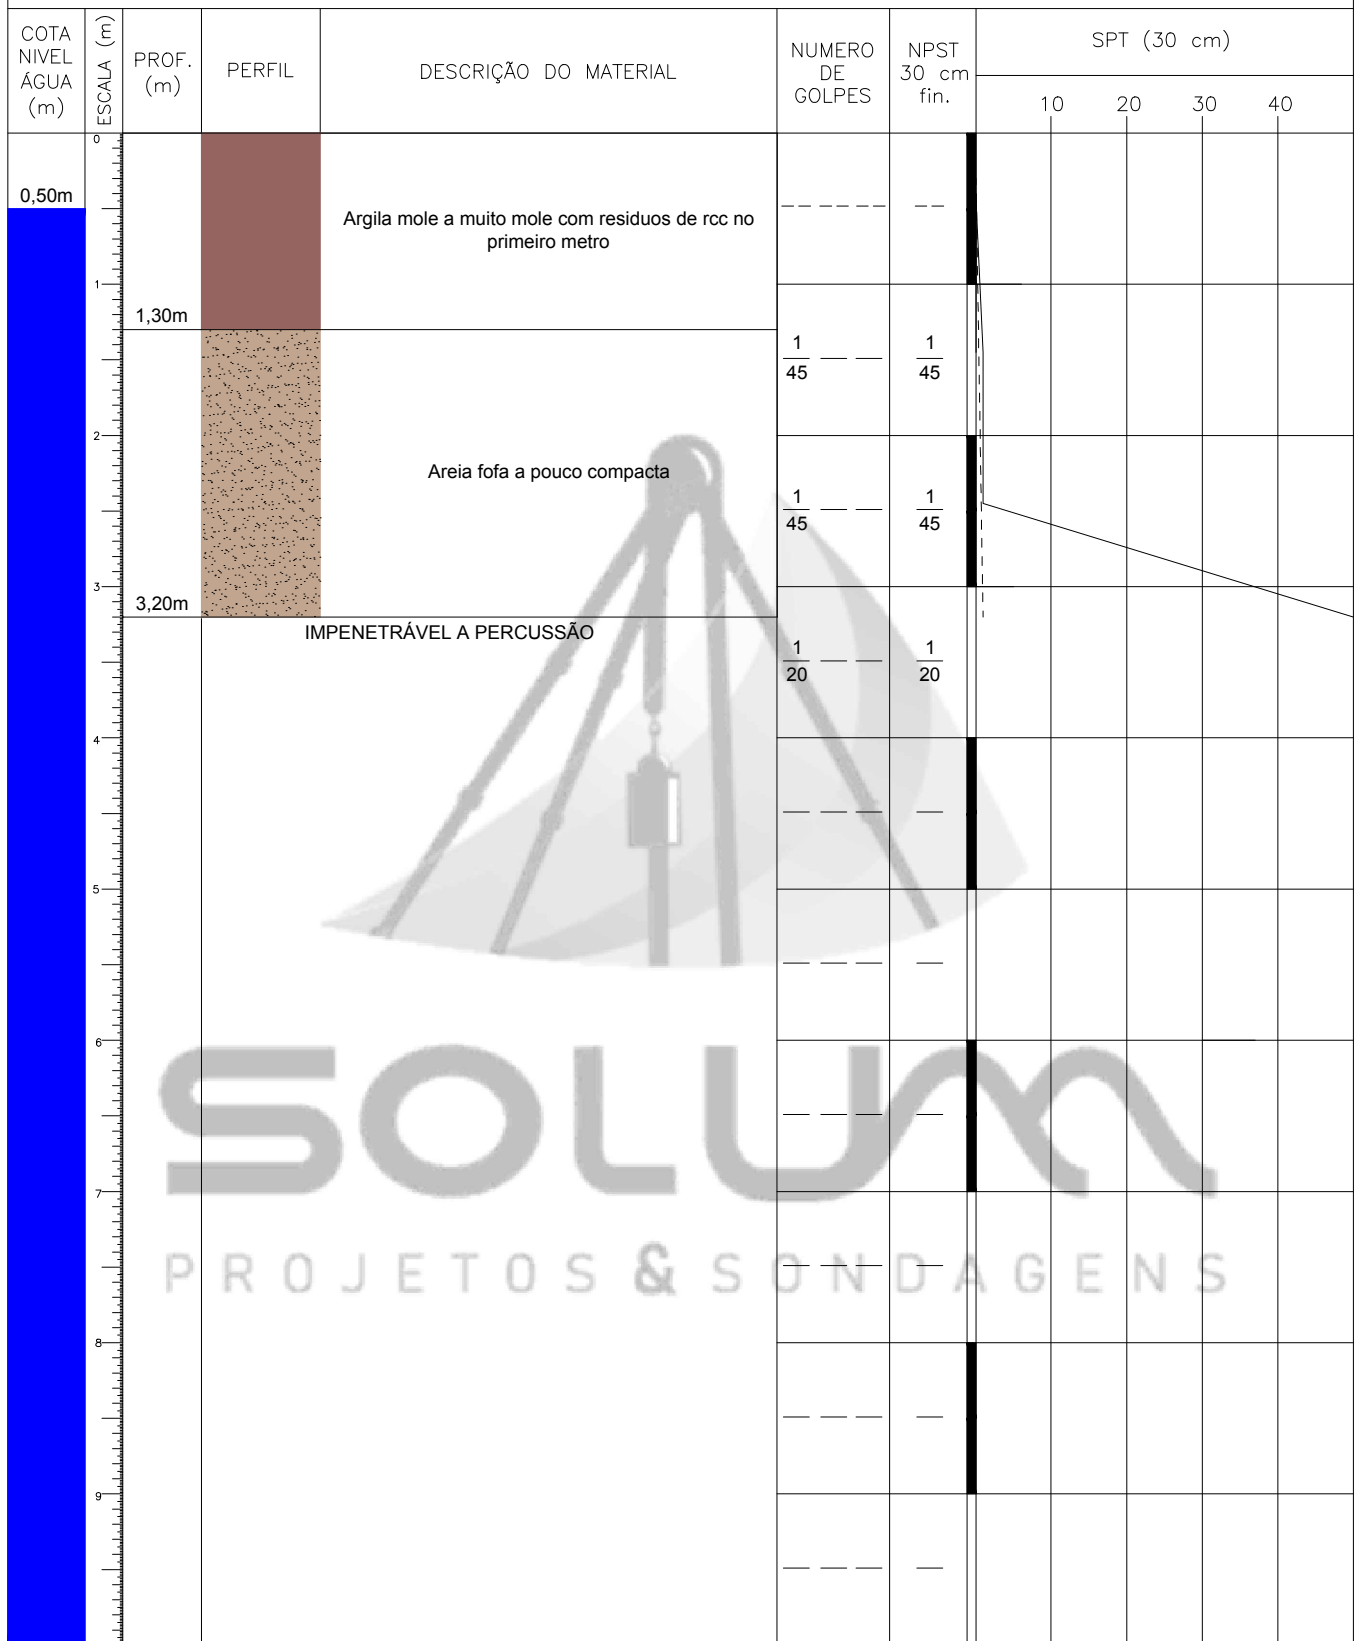 COTA
NIVEL
ÁGUA
(m)
ESCALA (m)
PROF.
(m)
PERFIL
DESCRIÇÃO DO MATERIAL
NUMERO
DE
GOLPES
NPST
30 cm
fin.
SPT (30 cm)
10 20 30 40
0
0,50m
Argila mole a muito mole com residuos de rcc no
primeiro metro
1
1,30m
1
45
1
45
2
Areia fofa a pouco compacta
1
45
1
45
3
3,20m
IMPENETRÁVEL A PERCUSSÃO
1
20
1
20
4
5
6
SOLUM
7
PROJETOS & SONDAGENS
8
9